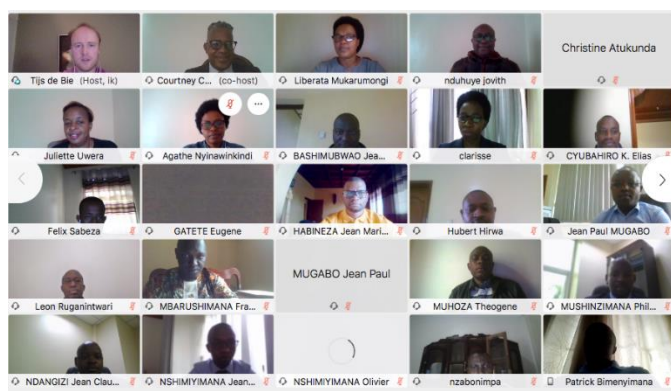 Tijs de Bie (Host, ik)
Courtney C... (co-host)
Liberata Mukarumongi
nduhuye jovith
Christine Atukunda
Juliette Uwera
Agathe Nyinawinkindi
BASHIMUBWAO Jea...
clarisse
CYUBAHIRO K. Elias
Felix Sabeza
GATETE Eugene
HABINEZA Jean Mari...
Hubert Hirwa
Jean Paul MUGABO
Leon Ruganintwari
MBARUSHIMANA Fra...
MUGABO Jean Paul
MUHOZA Theogene
MUSHINZIMANA Phil...
NDANGIZI Jean Clau...
NSHIMIYIMANA Jean...
NSHIMIYIMANA Olivier
nzabonimpa
Patrick Bimenyimana